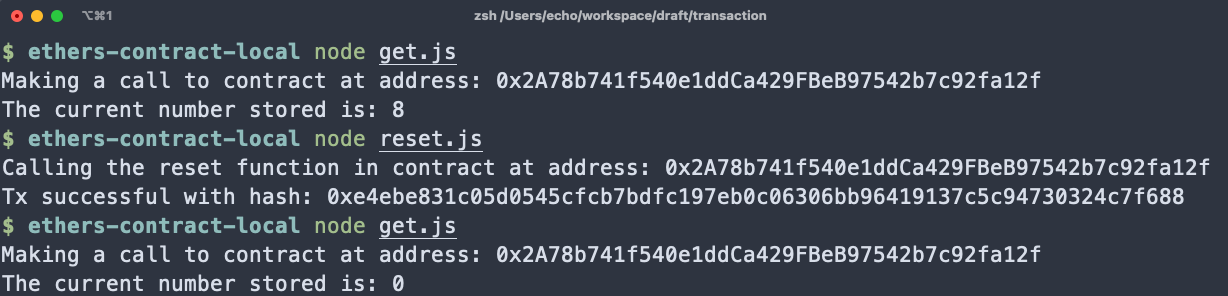 ⌥⌘1
zsh /Users/echo/workspace/draft/transaction
$ ethers-contract-local node get.js
Making a call to contract at address: 0x2A78b741f540e1ddCa429FBeB97542b7c92fa12f
The current number stored is: 8
$ ethers-contract-local node reset.js
Calling the reset function in contract at address: 0x2A78b741f540e1ddCa429FBeB97542b7c92fa12f
Tx successful with hash: 0xe4ebe831c05d0545cfcb7bdfc197eb0c06306bb96419137c5c94730324c7f688
$ ethers-contract-local node get.js
Making a call to contract at address: 0x2A78b741f540e1ddCa429FBeB97542b7c92fa12f
The current number stored is: 0